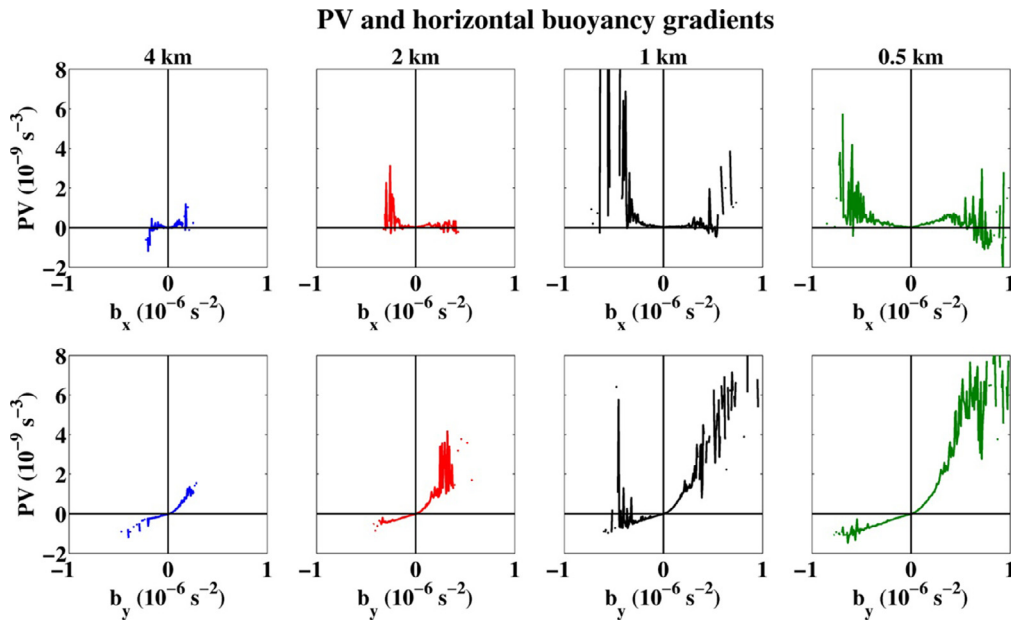 PV and horizontal buoyancy gradients
4 km
2 km
1 km
0.5 km
PV (10⁻⁹ s⁻³)
8
6
4
2
0
−2
−1 0 1
−1 0 1
−1 0 1
−1 0 1
b_x (10⁻⁶ s⁻²)
b_x (10⁻⁶ s⁻²)
b_x (10⁻⁶ s⁻²)
b_x (10⁻⁶ s⁻²)
PV (10⁻⁹ s⁻³)
8
6
4
2
0
−2
−1 0 1
−1 0 1
−1 0 1
−1 0 1
b_y (10⁻⁶ s⁻²)
b_y (10⁻⁶ s⁻²)
b_y (10⁻⁶ s⁻²)
b_y (10⁻⁶ s⁻²)